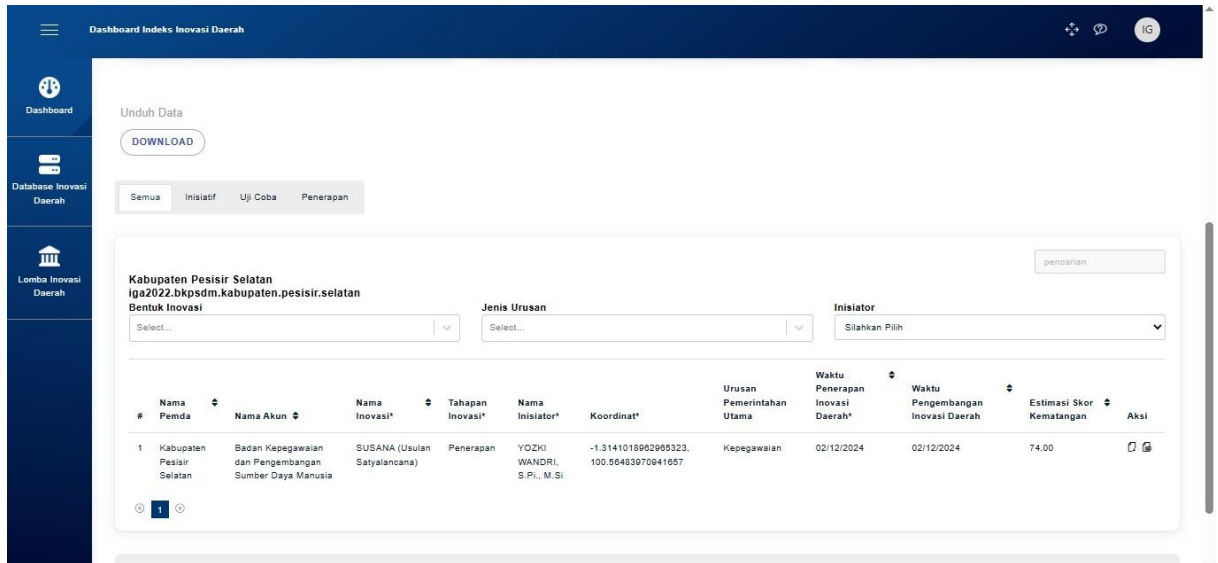 Dashboard Indeks Inovasi Daerah
IG
Dashboard
Database Inovasi
Daerah
Lomba Inovasi
Daerah
Unduh Data
DOWNLOAD
Semua Inisiatif Uji Coba Penerapan
pencarian
Kabupaten Pesisir Selatan
iga2022.bkpsdm.kabupaten.pesisir.selatan
Bentuk Inovasi Jenis Urusan Inisiator
Select... Select... Silahkan Pilih
# Nama Pemda Nama Akun Nama Inovasi* Tahapan Inovasi* Nama Inisiator* Koordinat* Urusan Pemerintahan Utama Waktu Penerapan Inovasi Daerah* Waktu Pengembangan Inovasi Daerah Estimasi Skor Kematangan Aksi
1 Kabupaten Pesisir Selatan Badan Kepegawaian dan Pengembangan Sumber Daya Manusia SUSANA (Usulan Satyalancana) Penerapan YOZKI WANDRI, S.Pi., M.Si -1.3141018962965323, 100.56483970941657 Kepegawaian 02/12/2024 02/12/2024 74.00
1